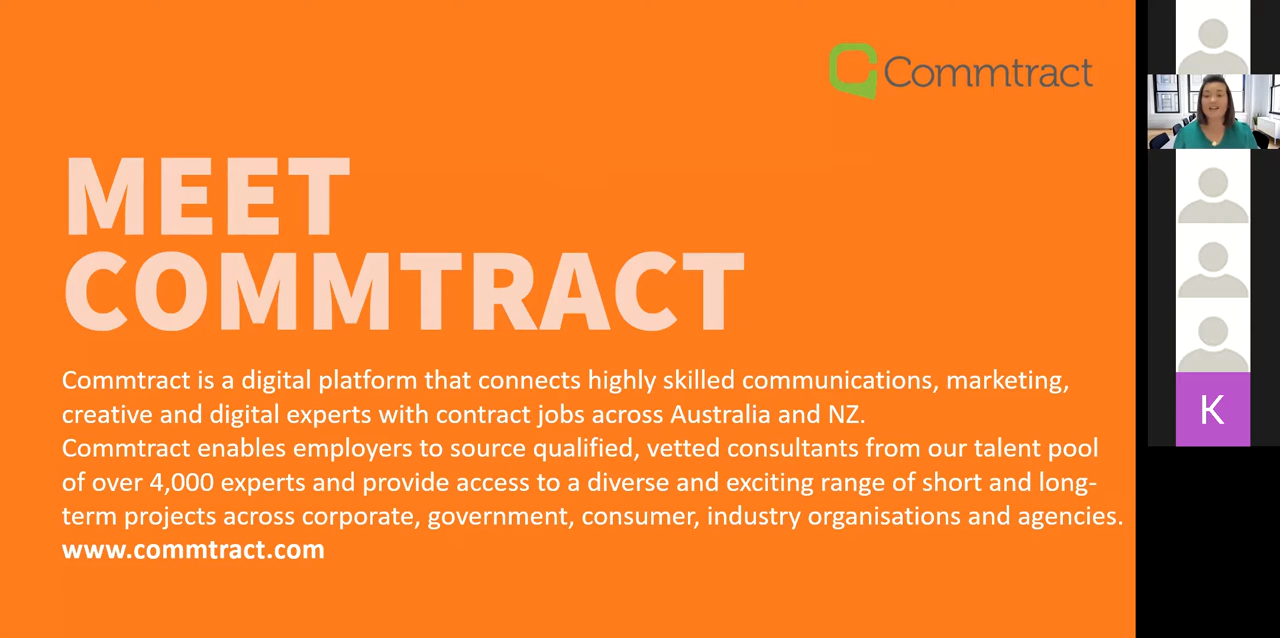 Commtract
MEET
COMMTRACT
Commtract is a digital platform that connects highly skilled communications, marketing,
creative and digital experts with contract jobs across Australia and NZ.
Commtract enables employers to source qualified, vetted consultants from our talent pool
of over 4,000 experts and provide access to a diverse and exciting range of short and long-
term projects across corporate, government, consumer, industry organisations and agencies.
www.commtract.com
K